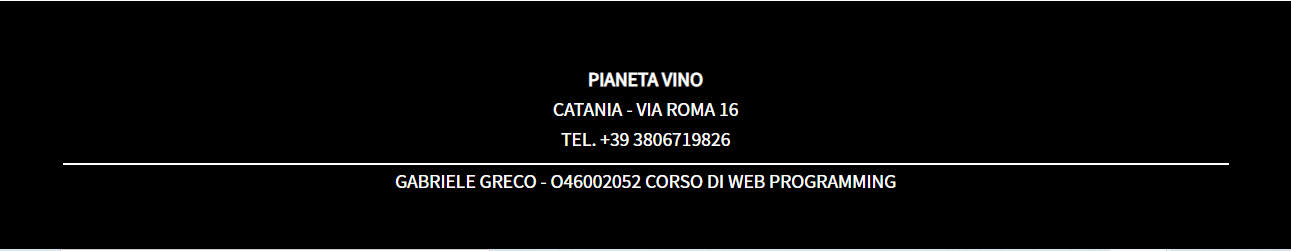 PIANETA VINO
CATANIA - VIA ROMA 16
TEL. +39 3806719826
GABRIELE GRECO - O46002052 CORSO DI WEB PROGRAMMING